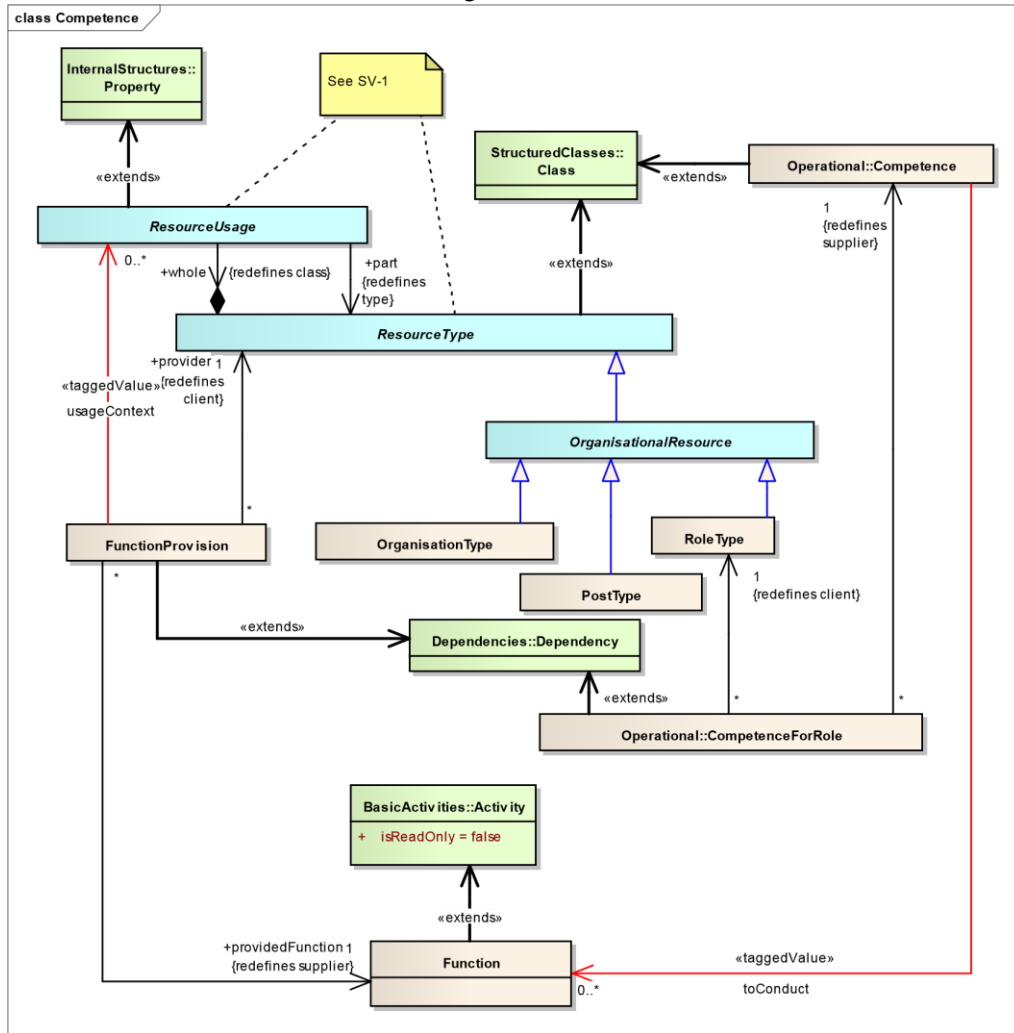 class Competence
InternalStructures::
Property
See SV-1
StructuredClasses::
Class
Operational::Competence
«extends»
«extends»
1
{redefines
supplier}
ResourceUsage
0..*
+whole
{redefines class}
+part
{redefines
type}
«extends»
ResourceType
+provider 1
{redefines
client}
«taggedValue»
usageContext
OrganisationalResource
*
FunctionProvision
*
OrganisationType
RoleType
PostType
1
{redefines client}
«extends»
Dependencies::Dependency
«extends»
*
*
Operational::CompetenceForRole
BasicActivities::Activity
+ isReadOnly = false
«extends»
+providedFunction 1
{redefines supplier}
Function
«taggedValue»
0..*
toConduct